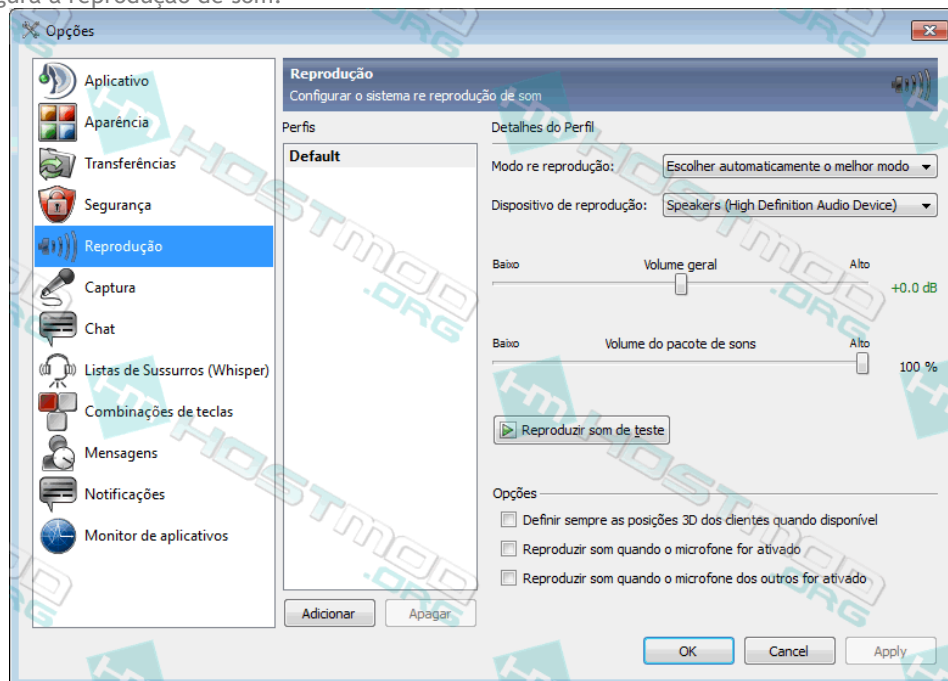 gura a reprodução de som.
Opções
Aplicativo
Aparência
Transferências
Segurança
Reprodução
Captura
Chat
Listas de Sussurros (Whisper)
Combinações de teclas
Mensagens
Notificações
Monitor de aplicativos
Reprodução
Configurar o sistema re reprodução de som
Perfis
Default
Adicionar
Apagar
Detalhes do Perfil
Modo re reprodução: Escolher automaticamente o melhor modo
Dispositivo de reprodução: Speakers (High Definition Audio Device)
Baixo Volume geral Alto
+0.0 dB
Baixo Volume do pacote de sons Alto
100 %
Reproduzir som de teste
Opções
Definir sempre as posições 3D dos clientes quando disponível
Reproduzir som quando o microfone for ativado
Reproduzir som quando o microfone dos outros for ativado
OK Cancel Apply
HM HOSTMOD .ORG